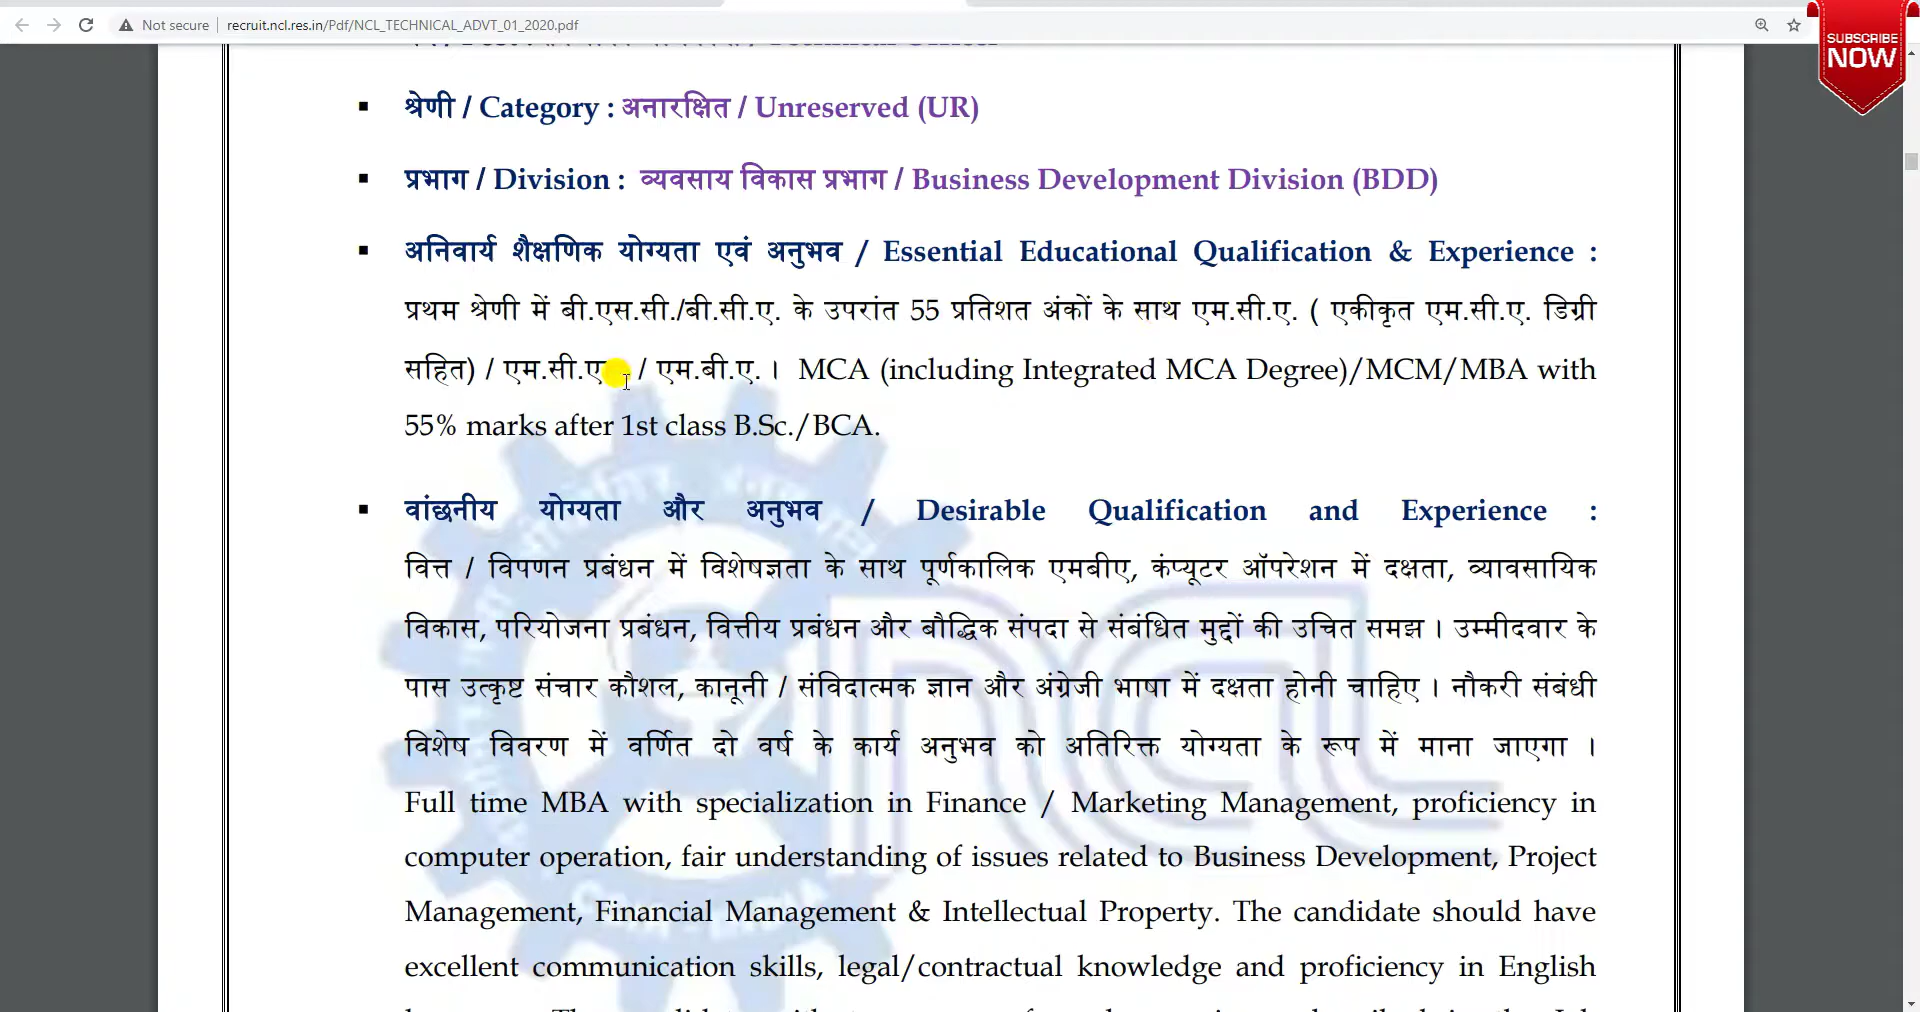 Not secure
recruit.ncl.res.in/Pdf/NCL_TECHNICAL_ADVT_01_2020.pdf
SUBSCRIBE
NOW
Technical Officer
श्रेणी / Category : अनारक्षित / Unreserved (UR)
प्रभाग / Division : व्यवसाय विकास प्रभाग / Business Development Division (BDD)
अनिवार्य शैक्षणिक योग्यता एवं अनुभव / Essential Educational Qualification & Experience :
प्रथम श्रेणी में बी.एस.सी./बी.सी.ए. के उपरांत 55 प्रतिशत अंकों के साथ एम.सी.ए. ( एकीकृत एम.सी.ए. डिग्री
सहित) / एम.सी.ए / एम.बी.ए. । MCA (including Integrated MCA Degree)/MCM/MBA with
55% marks after 1st class B.Sc./BCA.
वांछनीय योग्यता और अनुभव / Desirable Qualification and Experience :
वित्त / विपणन प्रबंधन में विशेषज्ञता के साथ पूर्णकालिक एमबीए, कंप्यूटर ऑपरेशन में दक्षता, व्यावसायिक
विकास, परियोजना प्रबंधन, वित्तीय प्रबंधन और बौद्धिक संपदा से संबंधित मुद्दों की उचित समझ । उम्मीदवार के
पास उत्कृष्ट संचार कौशल, कानूनी / संविदात्मक ज्ञान और अंग्रेजी भाषा में दक्षता होनी चाहिए । नौकरी संबंधी
विशेष विवरण में वर्णित दो वर्ष के कार्य अनुभव को अतिरिक्त योग्यता के रूप में माना जाएगा ।
Full time MBA with specialization in Finance / Marketing Management, proficiency in
computer operation, fair understanding of issues related to Business Development, Project
Management, Financial Management & Intellectual Property. The candidate should have
excellent communication skills, legal/contractual knowledge and proficiency in English